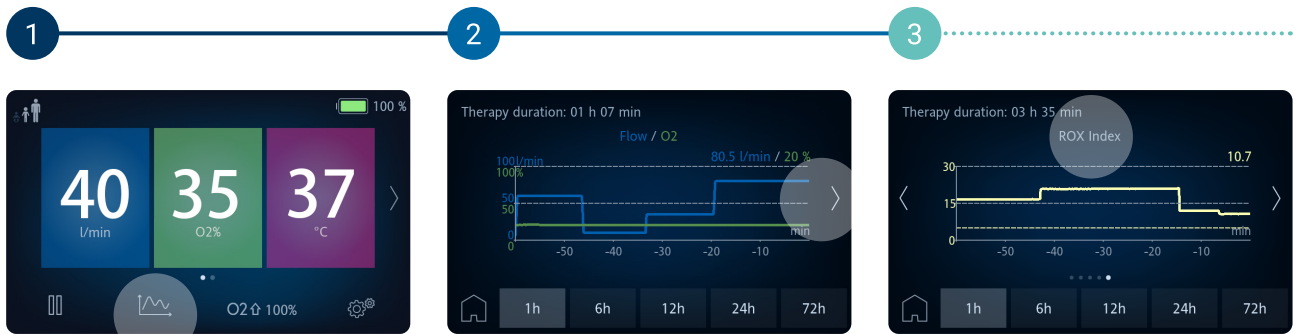 1
2
3
100 %
40
l/min
35
O2%
37
°C
O2 100%
Therapy duration: 01 h 07 min
Flow / O2
80.5 l/min / 20 %
100 l/min
100%
50
50
0
0
min
-50 -40 -30 -20 -10
1h 6h 12h 24h 72h
Therapy duration: 03 h 35 min
ROX Index
10.7
30
15
0
min
-50 -40 -30 -20 -10
1h 6h 12h 24h 72h